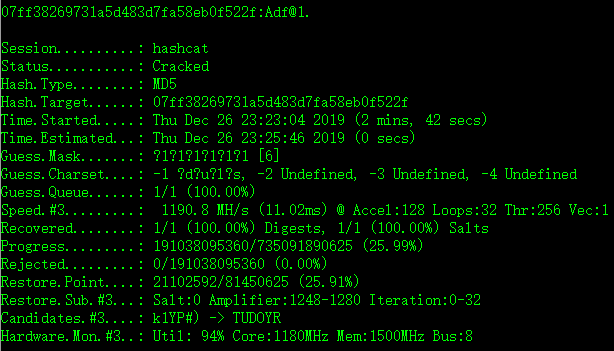 07ff38269731a5d483d7fa58eb0f522f:Adf@1.
Session..........: hashcat
Status...........: Cracked
Hash.Type........: MD5
Hash.Target......: 07ff38269731a5d483d7fa58eb0f522f
Time.Started.....: Thu Dec 26 23:23:04 2019 (2 mins, 42 secs)
Time.Estimated...: Thu Dec 26 23:25:46 2019 (0 secs)
Guess.Mask.......: ?1?1?1?1?1?1 [6]
Guess.Charset....: -1 ?d?u?l?s, -2 Undefined, -3 Undefined, -4 Undefined
Guess.Queue......: 1/1 (100.00%)
Speed.#3.........:  1190.8 MH/s (11.02ms) @ Accel:128 Loops:32 Thr:256 Vec:1
Recovered........: 1/1 (100.00%) Digests, 1/1 (100.00%) Salts
Progress.........: 191038095360/735091890625 (25.99%)
Rejected.........: 0/191038095360 (0.00%)
Restore.Point....: 21102592/81450625 (25.91%)
Restore.Sub.#3...: Salt:0 Amplifier:1248-1280 Iteration:0-32
Candidates.#3....: k1YP#) -> TUDOYR
Hardware.Mon.#3..: Util: 94% Core:1180MHz Mem:1500MHz Bus:8